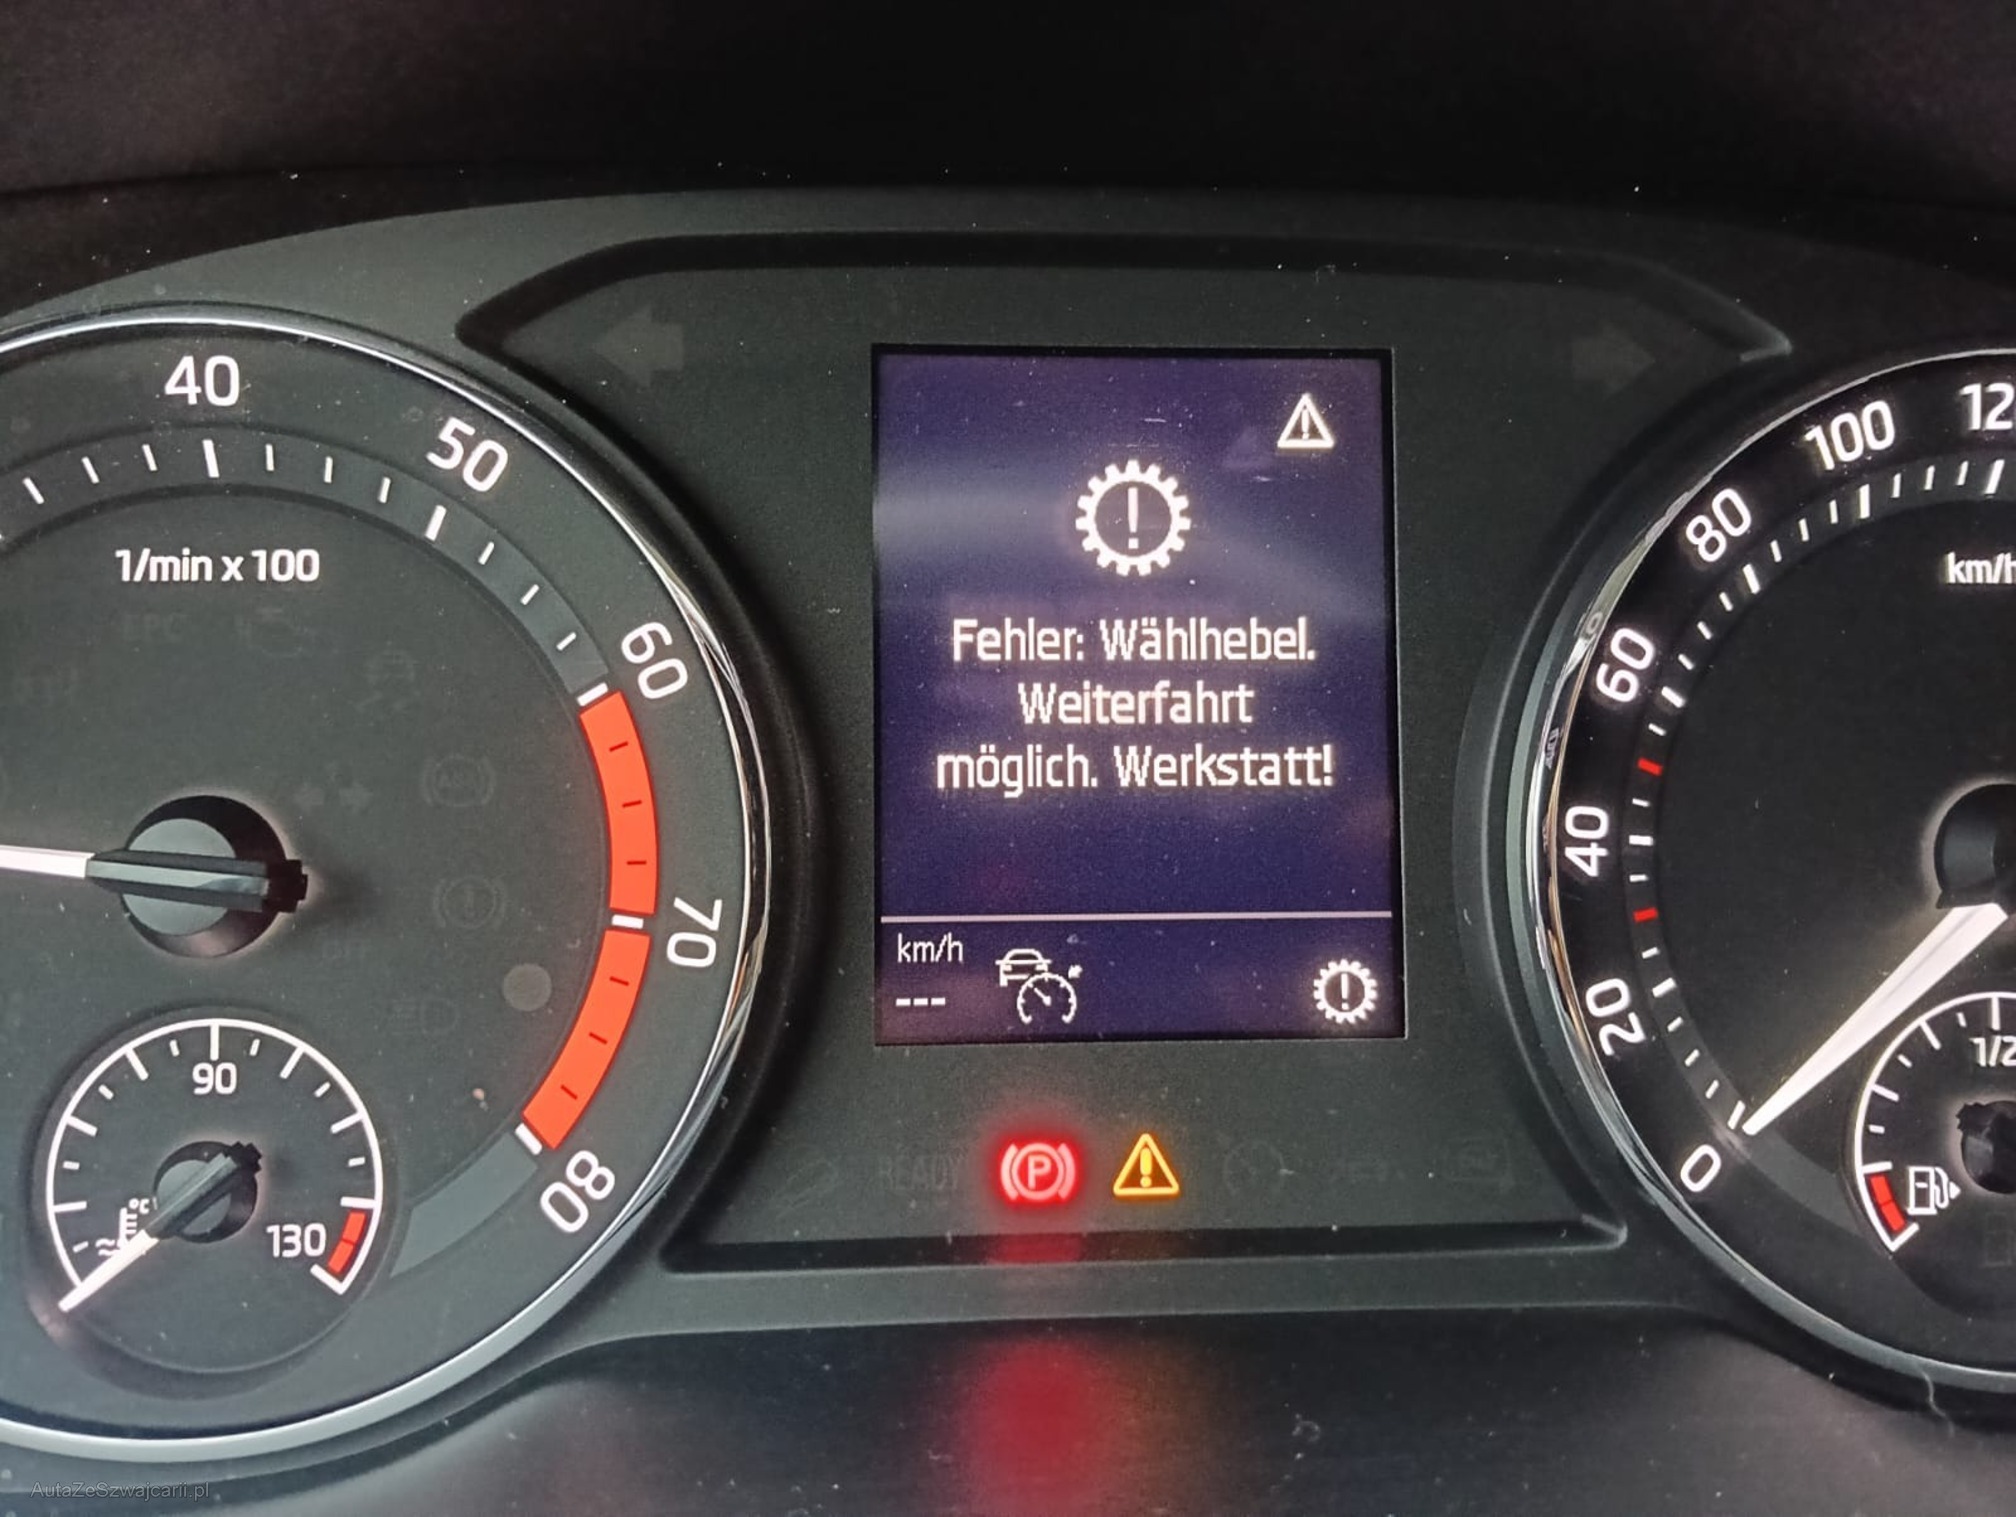 40
50
60
70
80
1/min x 100
90
130
°C
Fehler: Wählhebel.
Weiterfahrt
möglich. Werkstatt!
km/h
---
P
READY
0
20
40
60
80
100
km/h
1/2
AutaZeSzwajcarii.pl